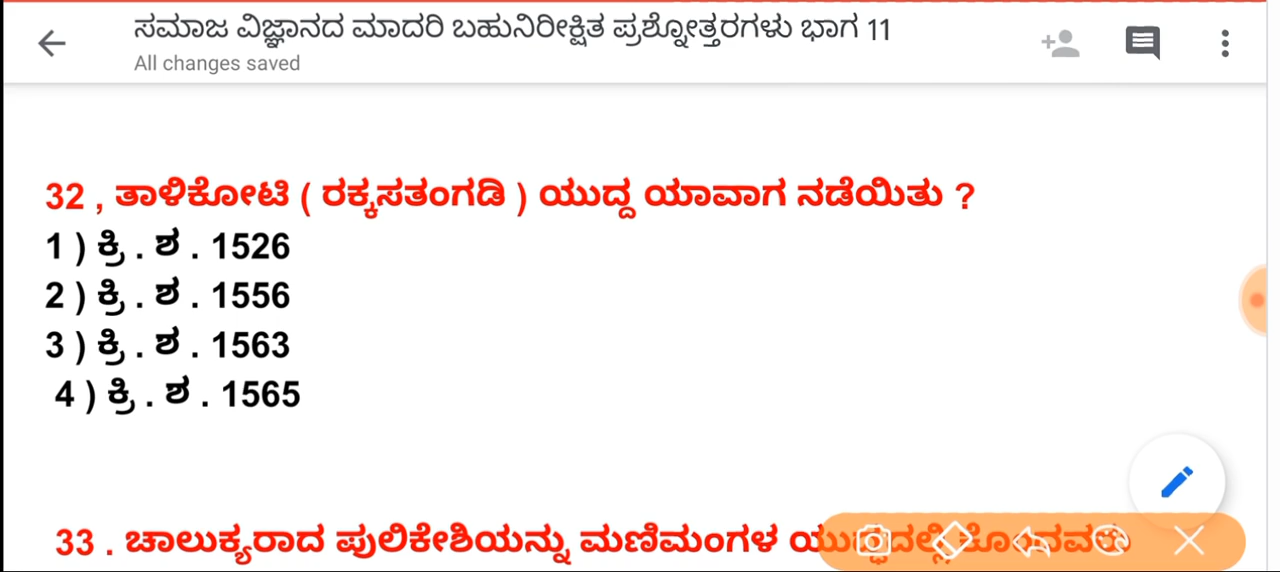 ಸಮಾಜ ವಿಜ್ಞಾನದ ಮಾದರಿ ಬಹುನಿರೀಕ್ಷಿತ ಪ್ರಶ್ನೋತ್ತರಗಳು ಭಾಗ 11
All changes saved
32 , ತಾಳಿಕೋಟಿ ( ರಕ್ಕಸತಂಗಡಿ ) ಯುದ್ದ ಯಾವಾಗ ನಡೆಯಿತು ?
1 ) ಕ್ರಿ . ಶ . 1526
2 ) ಕ್ರಿ . ಶ . 1556
3 ) ಕ್ರಿ . ಶ . 1563
4 ) ಕ್ರಿ . ಶ . 1565
33 . ಚಾಲುಕ್ಯರಾದ ಪುಲಿಕೇಶಿಯನ್ನು ಮಣಿಮಂಗಳ